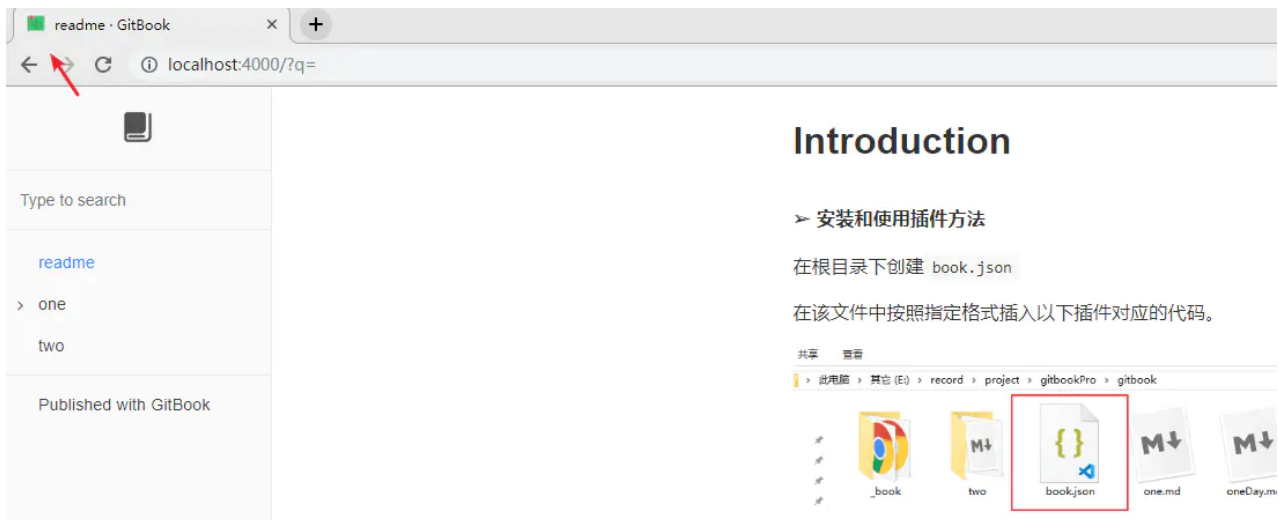 readme · GitBook
localhost:4000/?q=
Type to search
readme
one
two
Published with GitBook
Introduction
➢ 安装和使用插件方法
在根目录下创建 book.json
在该文件中按照指定格式插入以下插件对应的代码。
共享 查看
此电脑 › 其它 (E:) › record › project › gitbookPro › gitbook
_book two book.json one.md oneDay.m